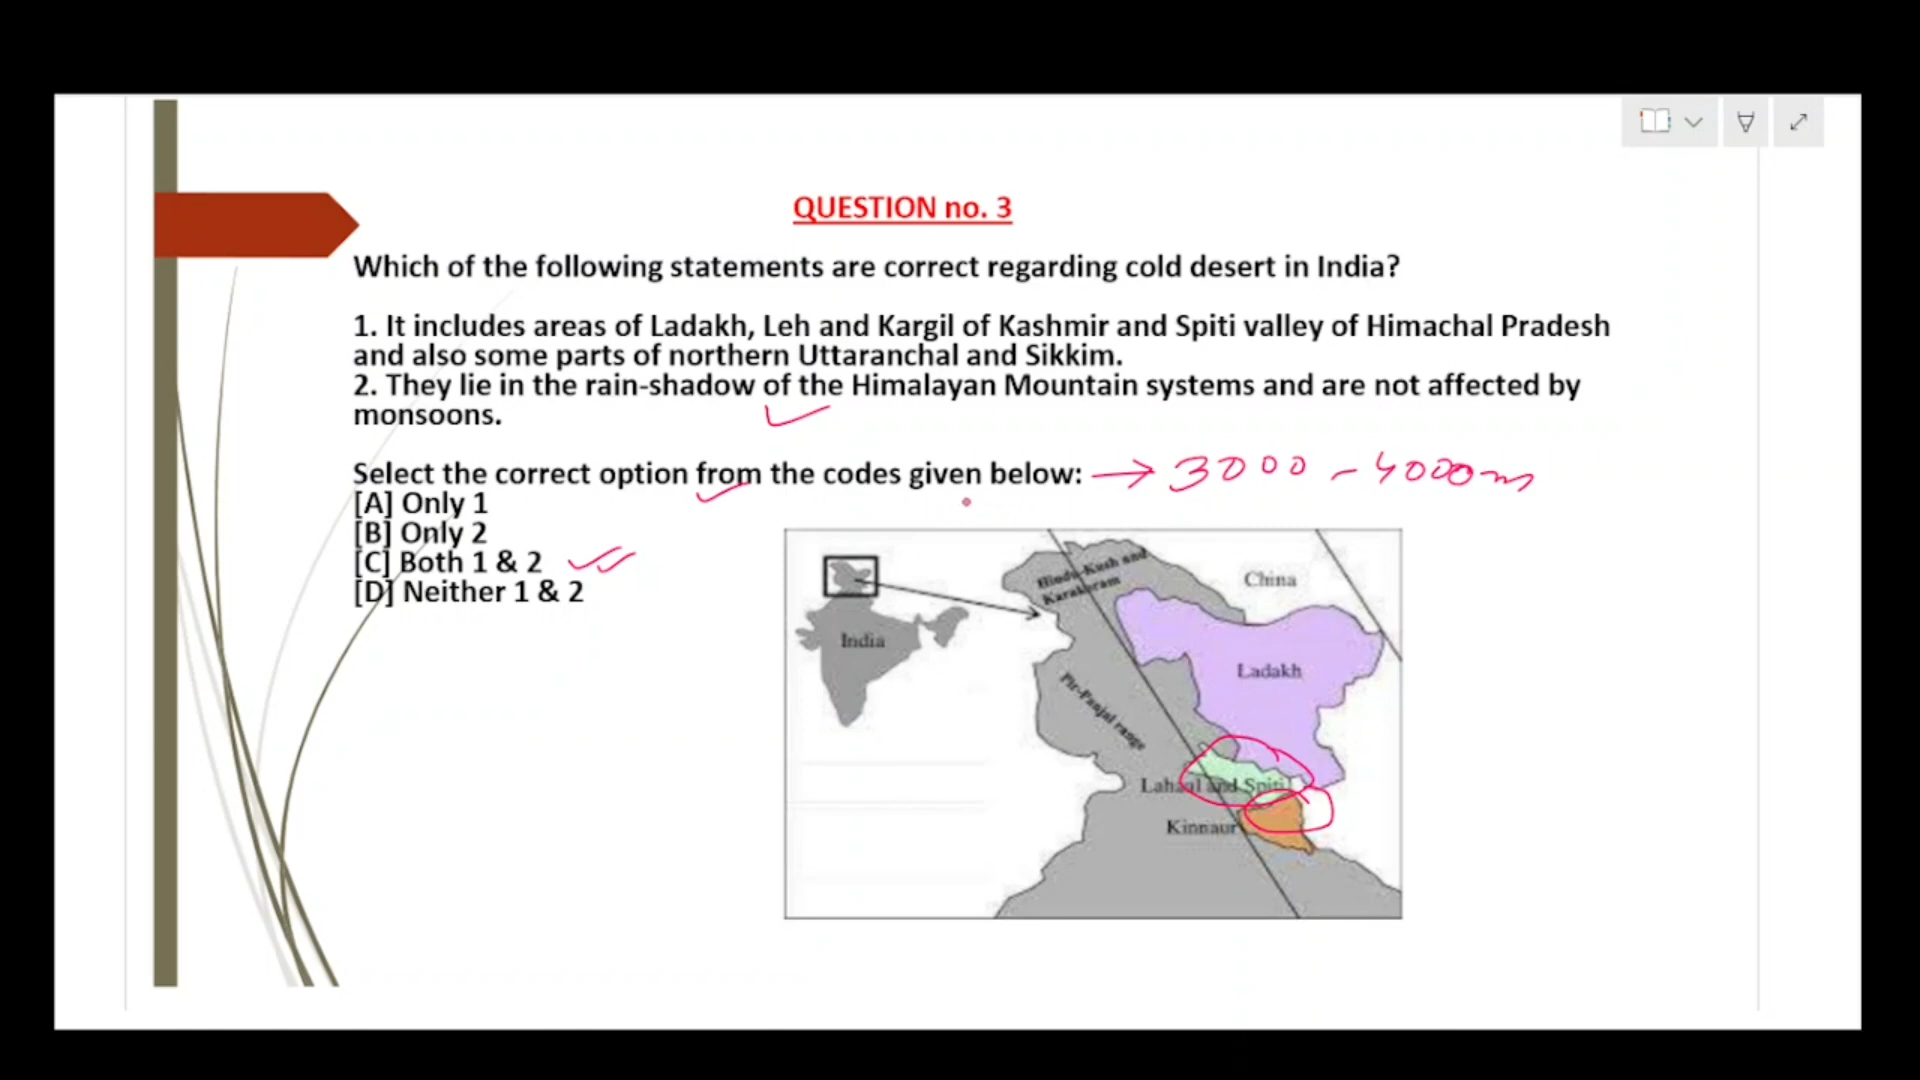 QUESTION no. 3
Which of the following statements are correct regarding cold desert in India?
1. It includes areas of Ladakh, Leh and Kargil of Kashmir and Spiti valley of Himachal Pradesh
and also some parts of northern Uttaranchal and Sikkim.
2. They lie in the rain-shadow of the Himalayan Mountain systems and are not affected by
monsoons.
Select the correct option from the codes given below: → 3000 - 4000m
[A] Only 1
[B] Only 2
[C] Both 1 & 2
[D] Neither 1 & 2
Hindu-Kush and
Karakoram
China
India
Ladakh
Pir-Panjal range
Lahaul and Spiti
Kinnaur